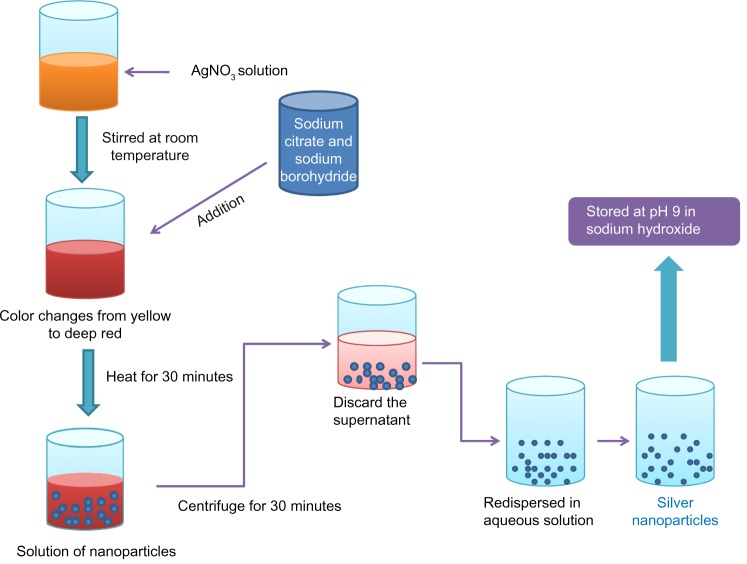 AgNO3 solution
Stirred at room
temperature
Sodium
citrate and
sodium
borohydride
Addition
Color changes from yellow
to deep red
Heat for 30 minutes
Solution of nanoparticles
Centrifuge for 30 minutes
Discard the
supernatant
Redispersed in
aqueous solution
Silver
nanoparticles
Stored at pH 9 in
sodium hydroxide